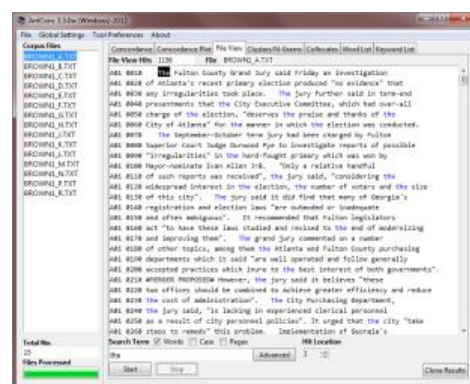 AntConc 3.3.0w (Windows) 2012
File Global Settings Tool Preferences About
Corpus Files
BROWN1_A.TXT
BROWN1_B.TXT
BROWN1_C.TXT
BROWN1_D.TXT
BROWN1_E.TXT
BROWN1_F.TXT
BROWN1_G.TXT
BROWN1_H.TXT
BROWN1_J.TXT
BROWN1_K.TXT
BROWN1_L.TXT
BROWN1_M.TXT
BROWN1_N.TXT
BROWN1_P.TXT
BROWN1_R.TXT
Total No.
15
Files Processed
Concordance Concordance Plot File View Clusters/N-Grams Collocates Word List Keyword List
File View Hits 1136 File BROWN1_A.TXT
A01 0010 The Fulton County Grand Jury said Friday an investigation
A01 0020 of Atlanta's recent primary election produced "no evidence" that
A01 0030 any irregularities took place. The jury further said in term-end
A01 0040 presentments that the City Executive Committee, which had over-all
A01 0050 charge of the election, "deserves the praise and thanks of the
A01 0060 City of Atlanta" for the manner in which the election was conducted.
A01 0070 The September-October term jury had been charged by Fulton
A01 0080 Superior Court Judge Durwood Pye to investigate reports of possible
A01 0090 "irregularities" in the hard-fought primary which was won by
A01 0100 Mayor-nominate Ivan Allen Jr&. "Only a relative handful
A01 0110 of such reports was received", the jury said, "considering the
A01 0120 widespread interest in the election, the number of voters and the size
A01 0130 of this city". The jury said it did find that many of Georgia's
A01 0140 registration and election laws "are outmoded or inadequate
A01 0150 and often ambiguous". It recommended that Fulton legislators
A01 0160 act "to have these laws studied and revised to the end of modernizing
A01 0170 and improving them". The grand jury commented on a number
A01 0180 of other topics, among them the Atlanta and Fulton County purchasing
A01 0190 departments which it said "are well operated and follow generally
A01 0200 accepted practices which inure to the best interest of both governments".
A01 0210 #MERGER PROPOSED# However, the jury said it believes "these
A01 0220 two offices should be combined to achieve greater efficiency and reduce
A01 0230 the cost of administration". The City Purchasing Department,
A01 0240 the jury said, "is lacking in experienced clerical personnel
A01 0250 as a result of city personnel policies". It urged that the city "take
A01 0260 steps to remedy" this problem. Implementation of Georgia's
Search Term Words Case Regex Hit Location
the Advanced 1
Start Stop Clone Results